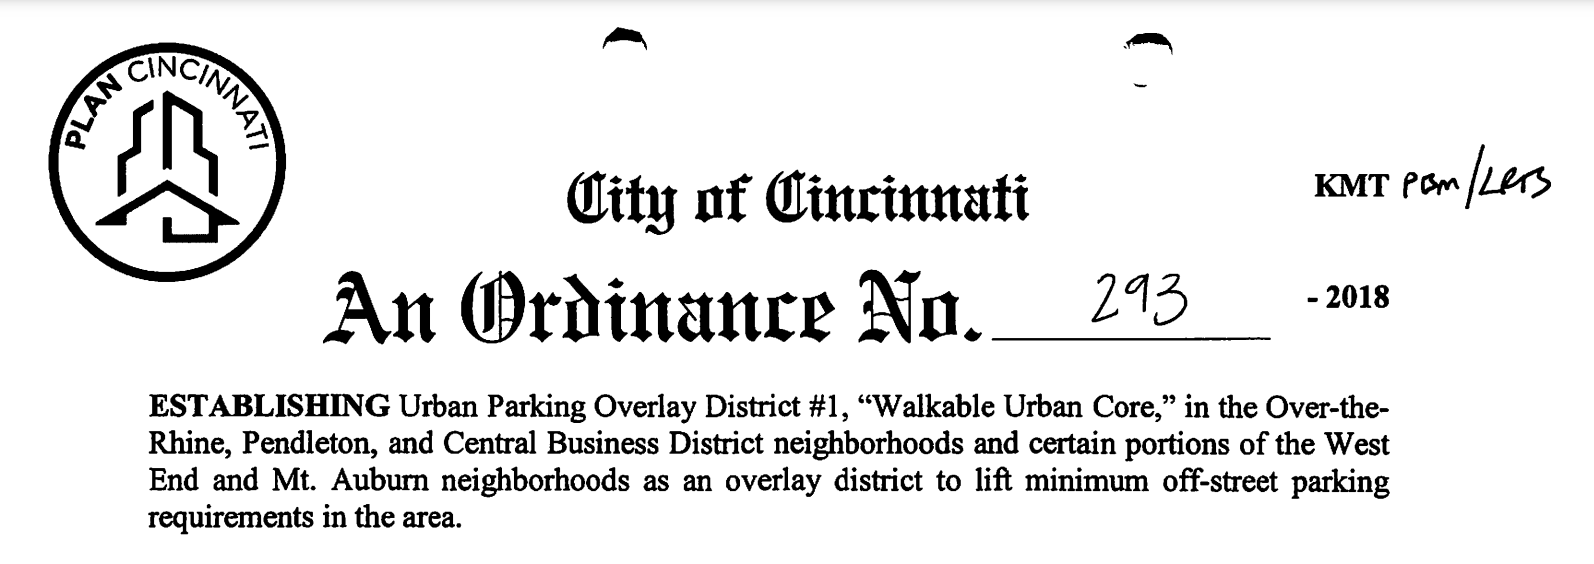 PLAN CINCINNATI
City of Cincinnati
KMT PBM/LERS
An Ordinance No. 293 - 2018
ESTABLISHING Urban Parking Overlay District #1, “Walkable Urban Core,” in the Over-the-
Rhine, Pendleton, and Central Business District neighborhoods and certain portions of the West
End and Mt. Auburn neighborhoods as an overlay district to lift minimum off-street parking
requirements in the area.